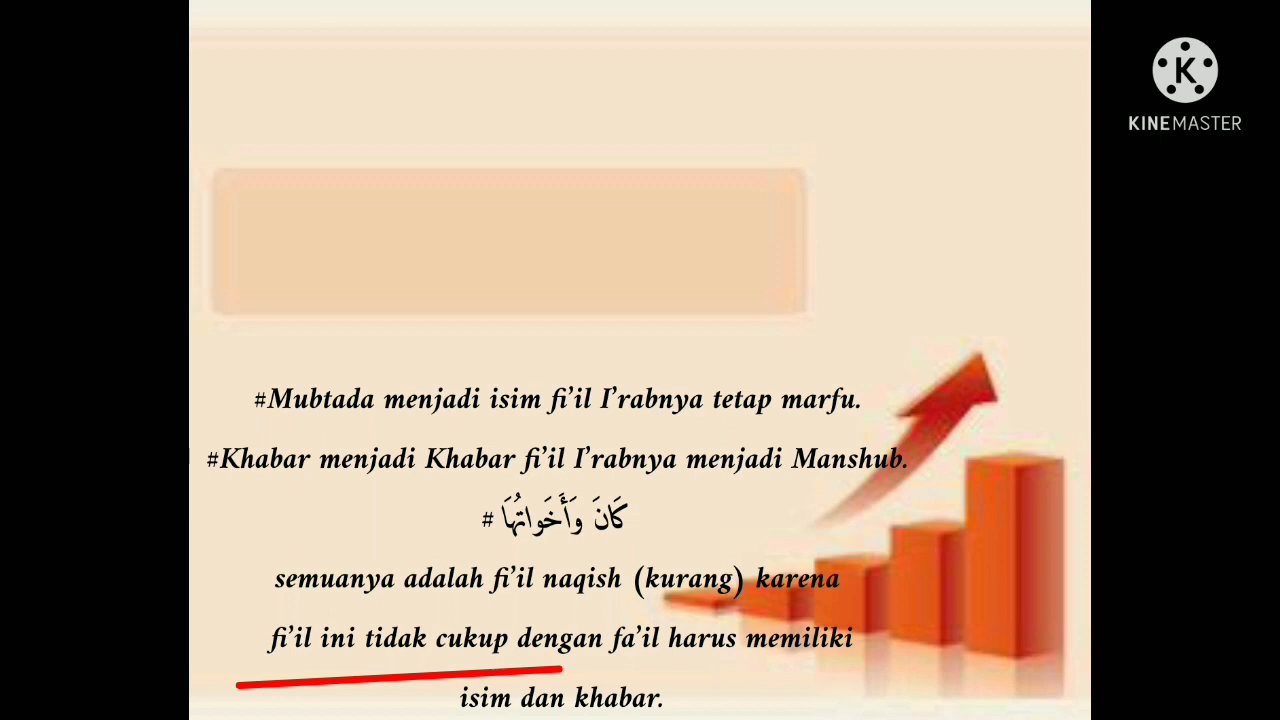 KINEMASTER
#Mubtada menjadi isim fi’il I’rabnya tetap marfu.
#Khabar menjadi Khabar fi’il I’rabnya menjadi Manshub.
# كَانَ وَأَخَواتُهَا
semuanya adalah fi’il naqish (kurang) karena
fi’il ini tidak cukup dengan fa’il harus memiliki
isim dan khabar.